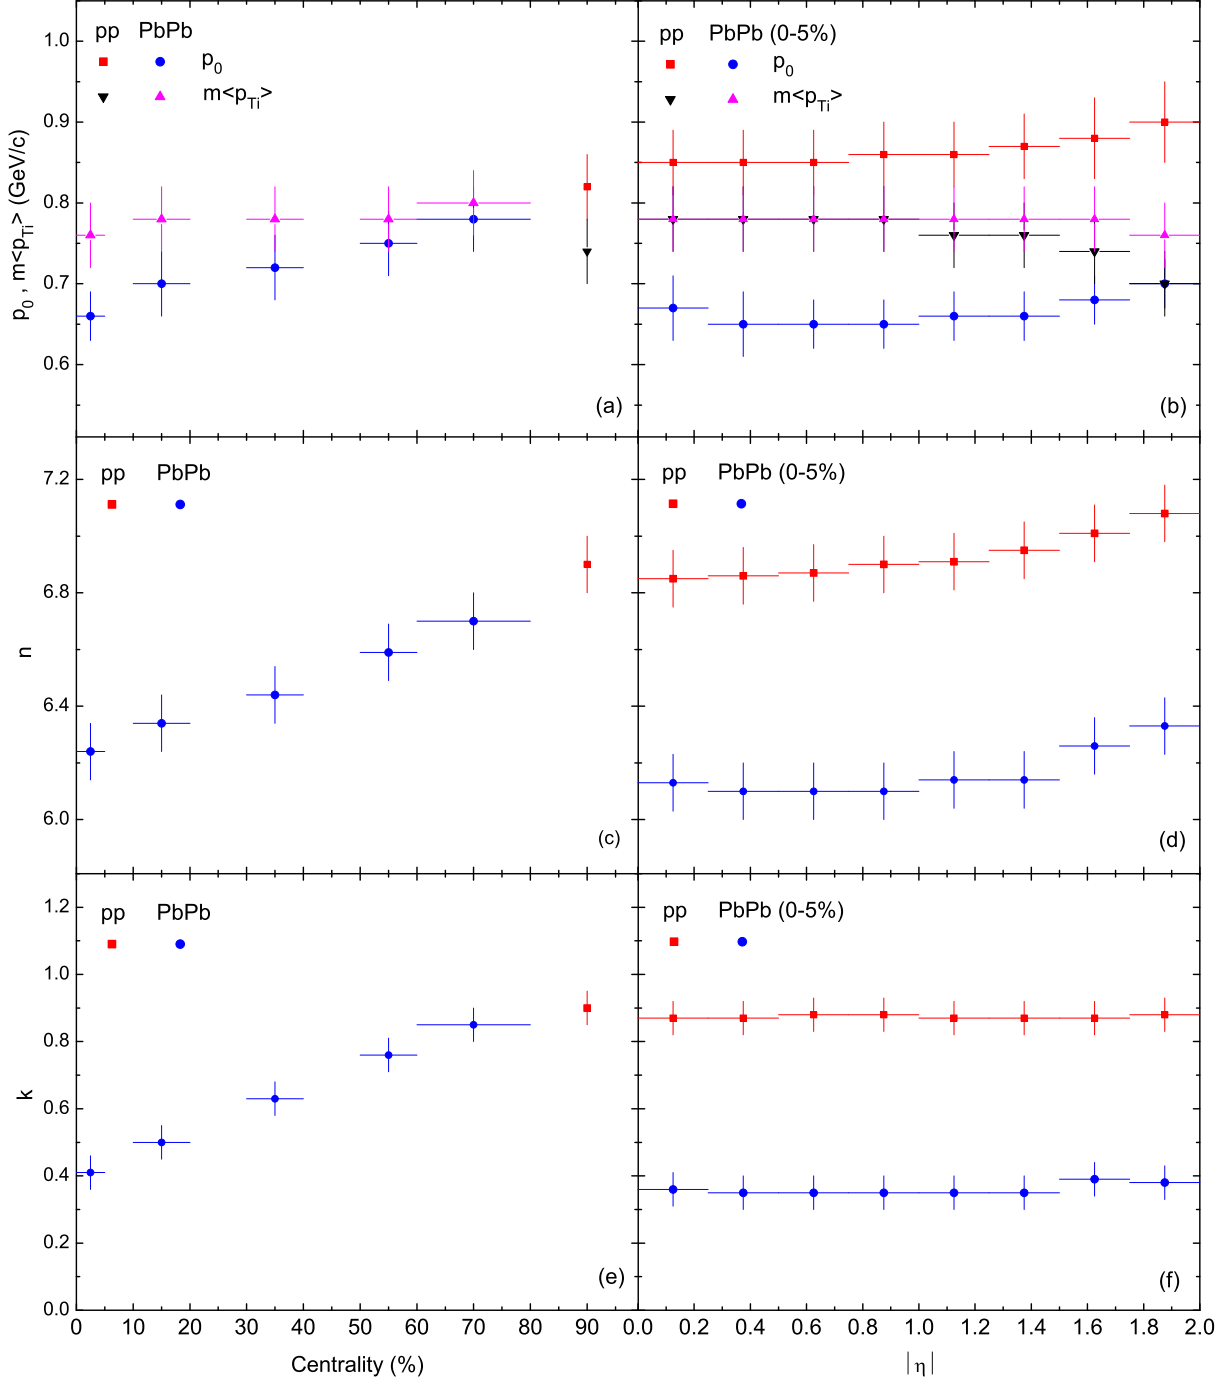 pp PbPb
p0
m<pTi>
pp PbPb (0-5%)
p0
m<pTi>
1.0
0.9
0.8
0.7
0.6
p0 , m<pTi> (GeV/c)
(a)
(b)
pp PbPb
pp PbPb (0-5%)
7.2
6.8
6.4
6.0
n
(c)
(d)
pp PbPb
pp PbPb (0-5%)
1.2
1.0
0.8
0.6
0.4
0.2
0.0
k
(e)
(f)
0 10 20 30 40 50 60 70 80 90 0.0 0.2 0.4 0.6 0.8 1.0 1.2 1.4 1.6 1.8 2.0
Centrality (%)
|η|